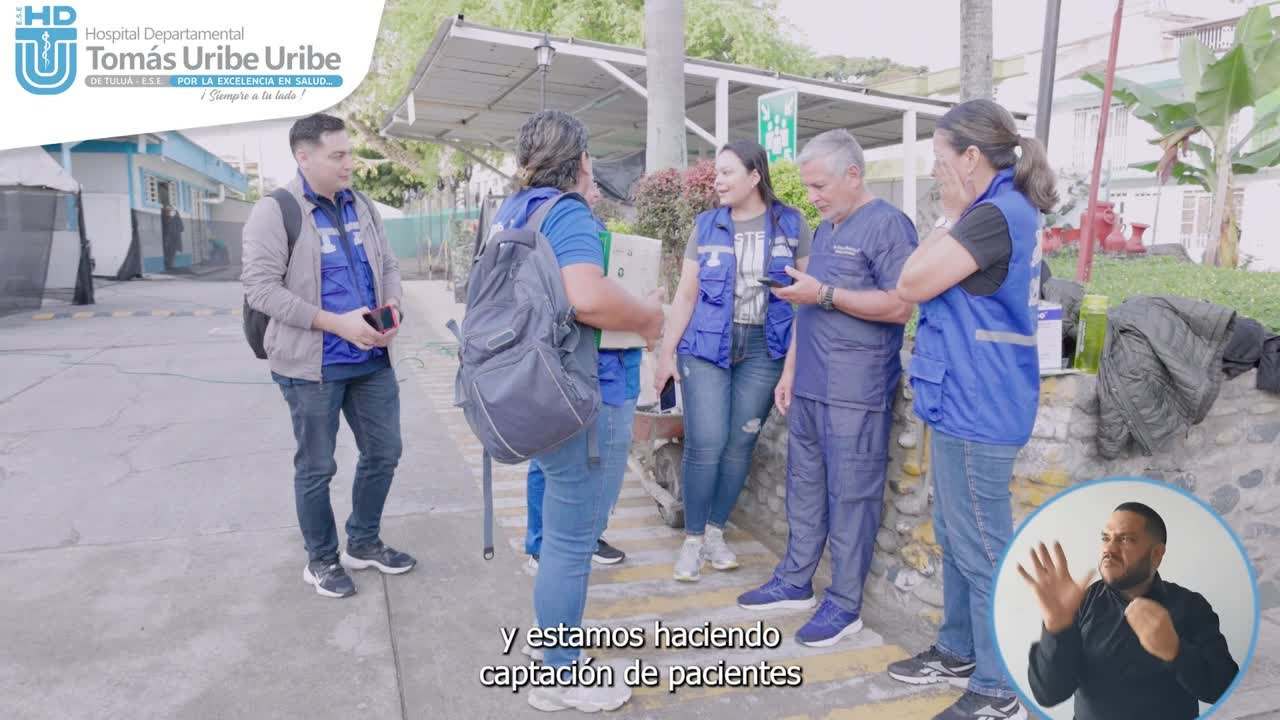 E.S.E HD
Hospital Departamental
Tomás Uribe Uribe
DE TULUÁ - E.S.E. POR LA EXCELENCIA EN SALUD...
¡ Siempre a tu lado !
y estamos haciendo
captación de pacientes